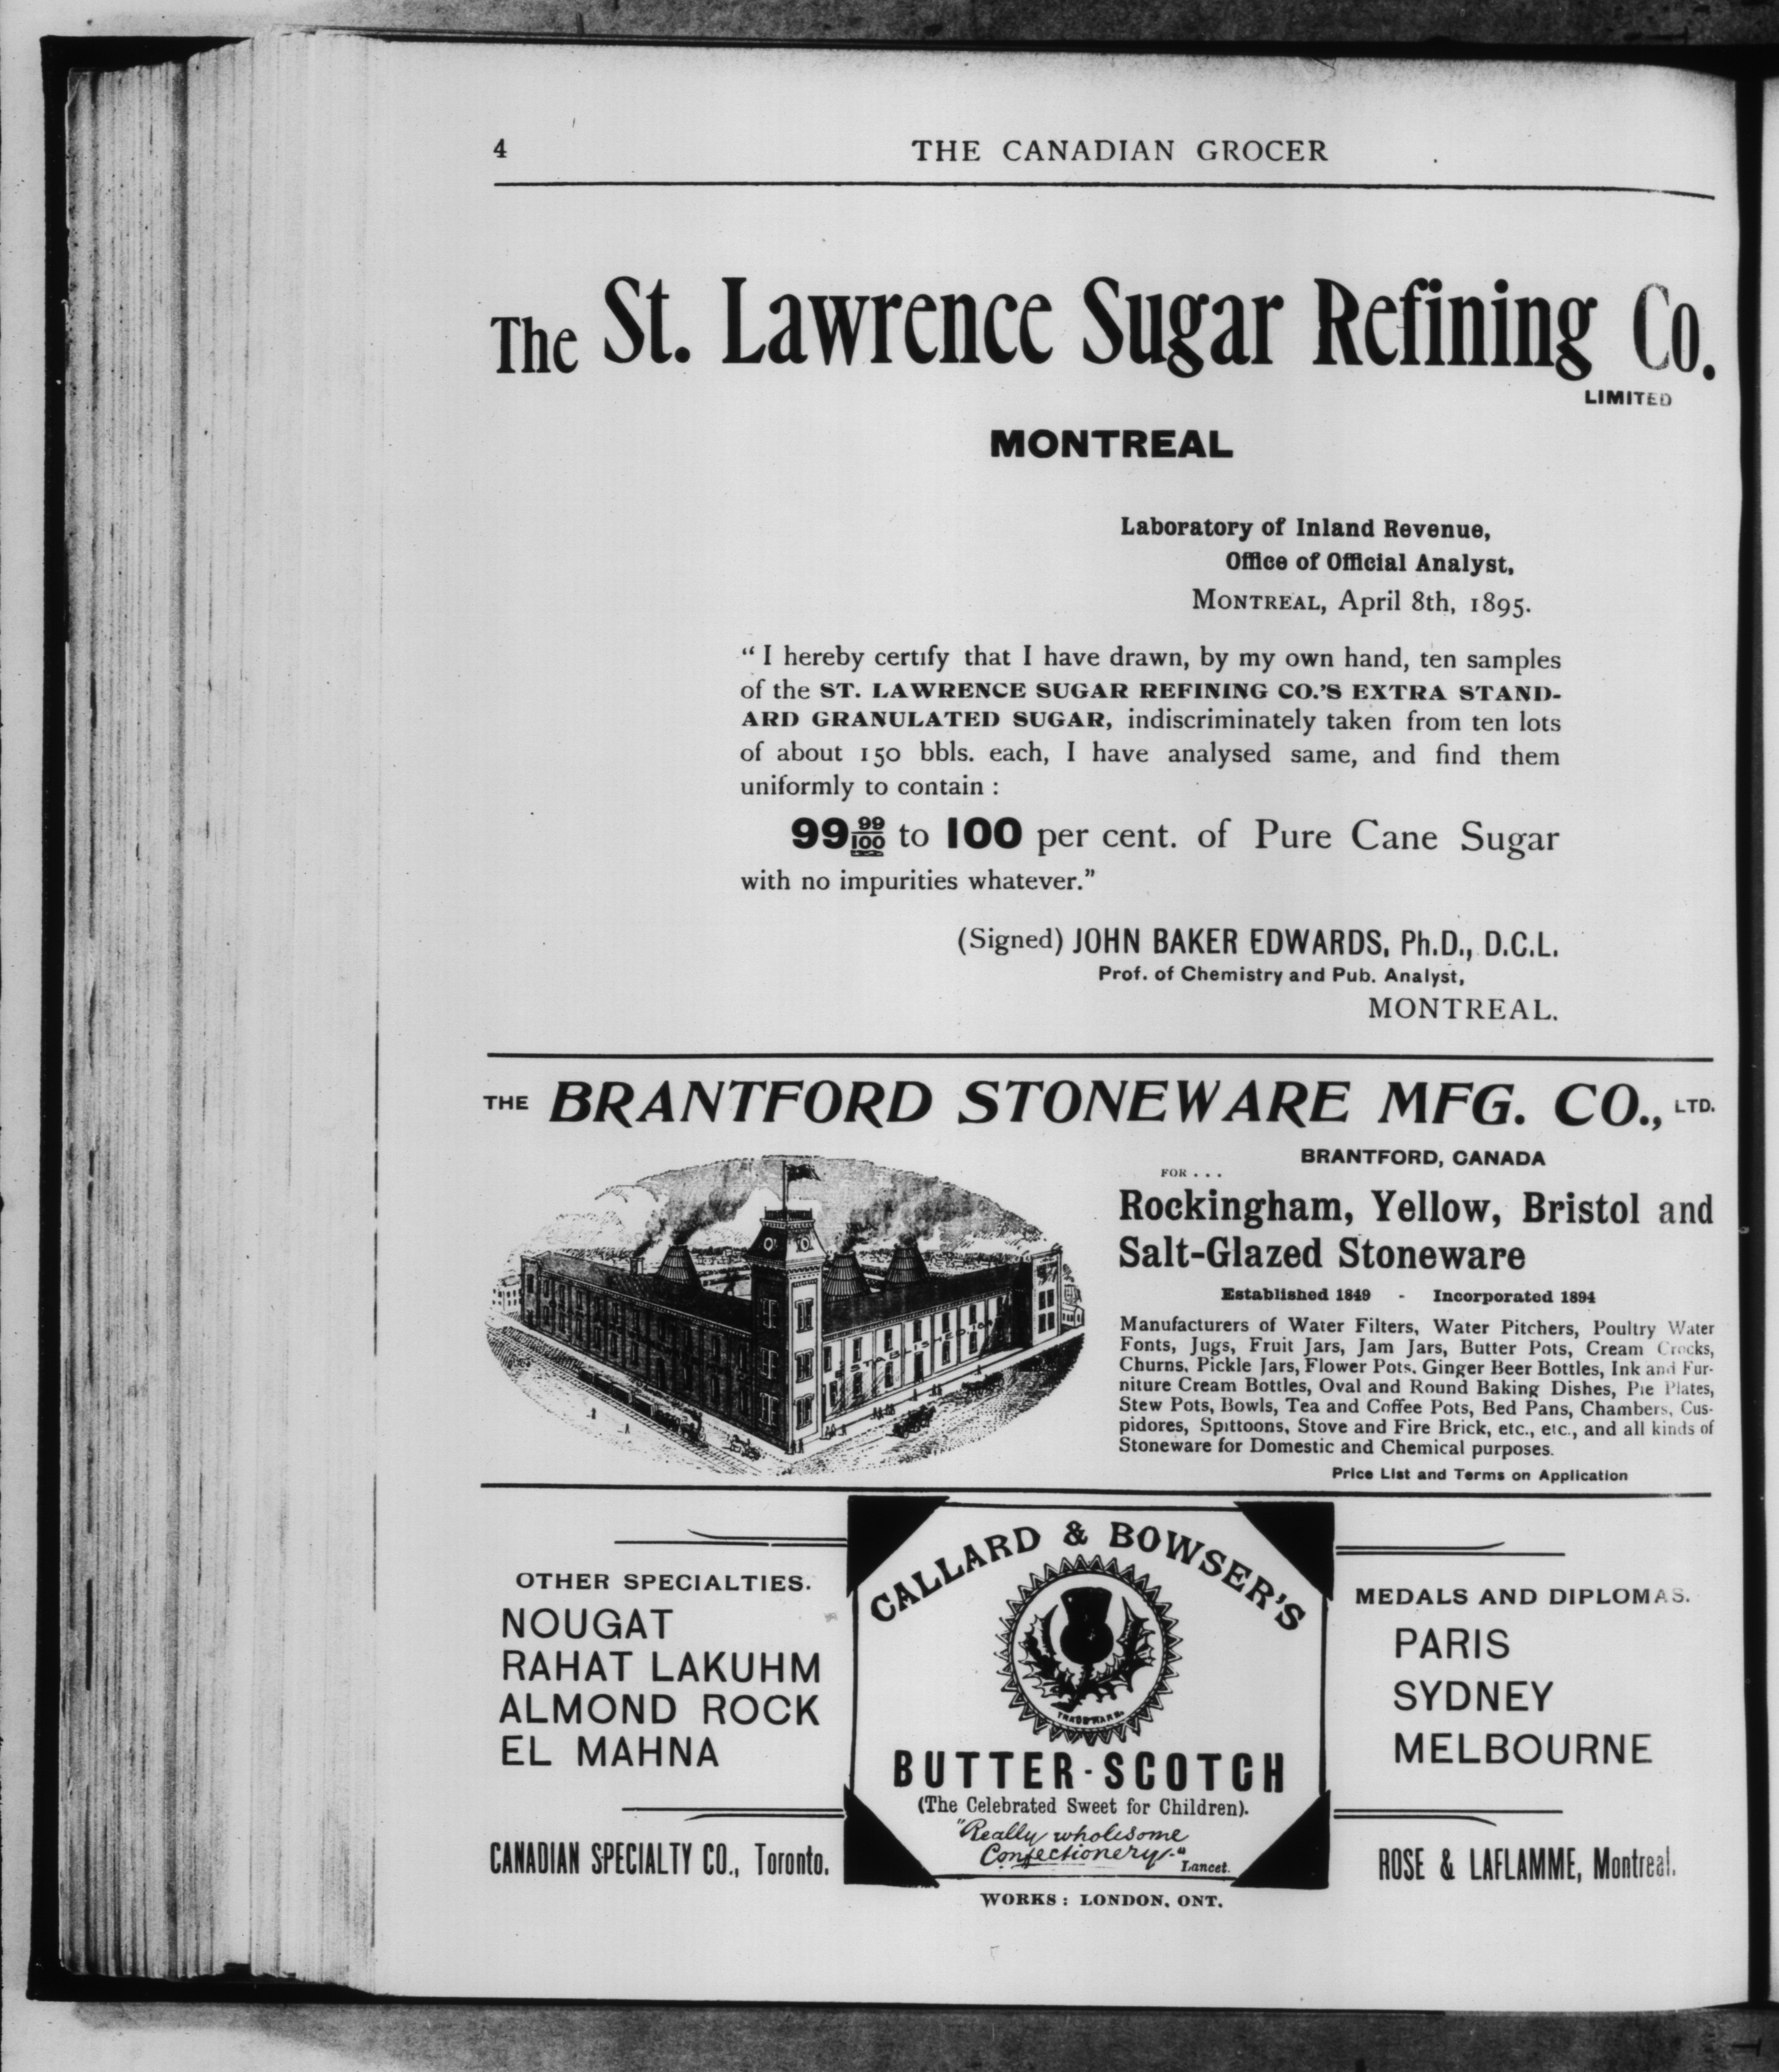 4
THE CANADIAN GROCER
The St. Lawrence Sugar Refining Co.
LIMITED
MONTREAL
Laboratory of Inland Revenue,
Office of Official Analyst,
MONTREAL, April 8th, 1895.
“ I hereby certify that I have drawn, by my own hand, ten samples
of the ST. LAWRENCE SUGAR REFINING CO.'S EXTRA STAND-
ARD GRANULATED SUGAR, indiscriminately taken from ten lots
of about 150 bbls. each, I have analysed same, and find them
uniformly to contain :
99 99/100 to 100 per cent. of Pure Cane Sugar
with no impurities whatever.”
(Signed) JOHN BAKER EDWARDS, Ph.D., D.C.L.
Prof. of Chemistry and Pub. Analyst,
MONTREAL.
THE BRANTFORD STONEWARE MFG. CO., LTD.
BRANTFORD, CANADA
FOR . . .
Rockingham, Yellow, Bristol and
Salt-Glazed Stoneware
Established 1849 - Incorporated 1894
Manufacturers of Water Filters, Water Pitchers, Poultry Water
Fonts, Jugs, Fruit Jars, Jam Jars, Butter Pots, Cream Crocks,
Churns, Pickle Jars, Flower Pots. Ginger Beer Bottles, Ink and Fur-
niture Cream Bottles, Oval and Round Baking Dishes, Pie Plates,
Stew Pots, Bowls, Tea and Coffee Pots, Bed Pans, Chambers, Cus-
pidores, Spittoons, Stove and Fire Brick, etc., etc., and all kinds of
Stoneware for Domestic and Chemical purposes.
Price List and Terms on Application
ESTABLISHED
OTHER SPECIALTIES.
NOUGAT
RAHAT LAKUHM
ALMOND ROCK
EL MAHNA
CANADIAN SPECIALTY CO., Toronto.
CALLARD & BOWSER'S
TRADE MARK.
BUTTER-SCOTCH
(The Celebrated Sweet for Children).
"Really wholesome
Confectionery."
Lancet.
WORKS : LONDON, ONT.
MEDALS AND DIPLOMAS.
PARIS
SYDNEY
MELBOURNE
ROSE & LAFLAMME, Montreal.